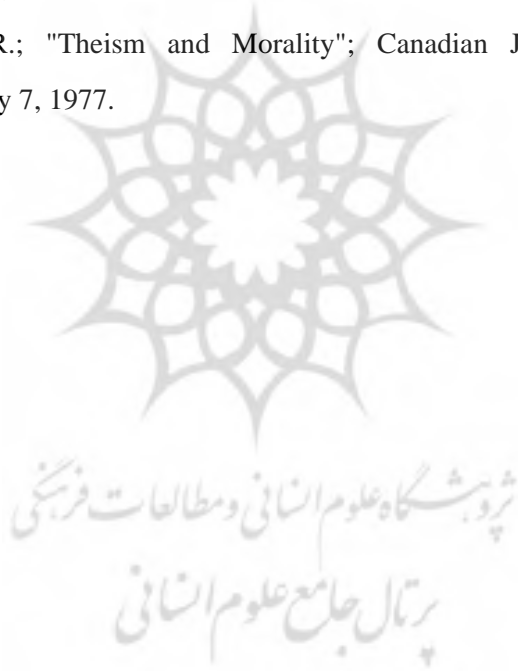 R.; "Theism and Morality"; Canadian J
y 7, 1977.
پژوهشگاه علوم انسانی و مطالعات فرهنگی
پرتال جامع علوم انسانی